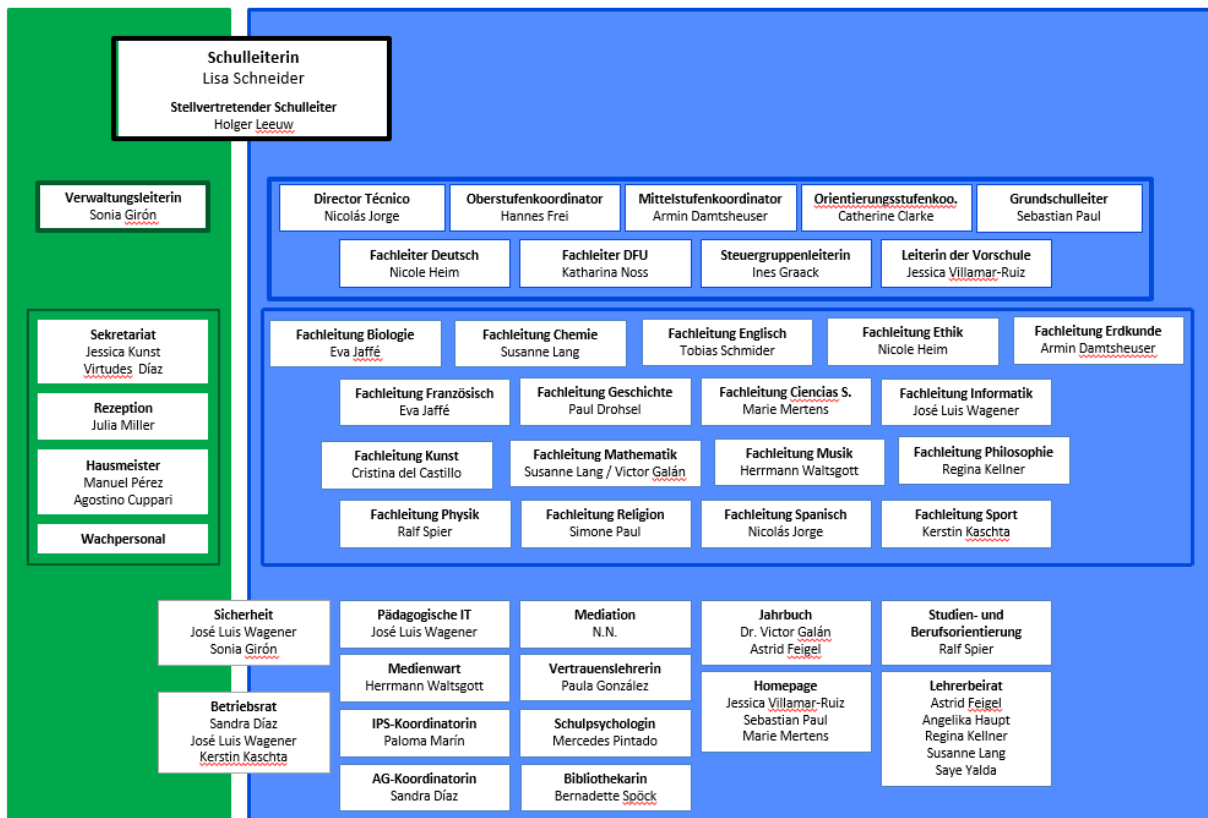 Schulleiterin
Lisa Schneider
Stellvertretender Schulleiter
Holger Leeuw
Verwaltungsleiterin
Sonia Girón
Director Técnico
Nicolás Jorge
Oberstufenkoordinator
Hannes Frei
Mittelstufenkoordinator
Armin Damtsheuser
Orientierungsstufenkoo.
Catherine Clarke
Grundschulleiter
Sebastian Paul
Fachleiter Deutsch
Nicole Heim
Fachleiter DFU
Katharina Noss
Steuergruppenleiterin
Ines Graack
Leiterin der Vorschule
Jessica Villamar-Ruiz
Sekretariat
Jessica Kunst
Virtudes Díaz
Rezeption
Julia Miller
Hausmeister
Manuel Pérez
Agostino Cuppari
Wachpersonal
Fachleitung Biologie
Eva Jaffé
Fachleitung Chemie
Susanne Lang
Fachleitung Englisch
Tobias Schmider
Fachleitung Ethik
Nicole Heim
Fachleitung Erdkunde
Armin Damtsheuser
Fachleitung Französisch
Eva Jaffé
Fachleitung Geschichte
Paul Drohsel
Fachleitung Ciencias S.
Marie Mertens
Fachleitung Informatik
José Luis Wagener
Fachleitung Kunst
Cristina del Castillo
Fachleitung Mathematik
Susanne Lang / Victor Galán
Fachleitung Musik
Herrmann Waltsgott
Fachleitung Philosophie
Regina Kellner
Fachleitung Physik
Ralf Spier
Fachleitung Religion
Simone Paul
Fachleitung Spanisch
Nicolás Jorge
Fachleitung Sport
Kerstin Kaschta
Sicherheit
José Luis Wagener
Sonia Girón
Betriebsrat
Sandra Díaz
José Luis Wagener
Kerstin Kaschta
Pädagogische IT
José Luis Wagener
Medienwart
Herrmann Waltsgott
IPS-Koordinatorin
Paloma Marín
AG-Koordinatorin
Sandra Díaz
Mediation
N.N.
Vertrauenslehrerin
Paula González
Schulpsychologin
Mercedes Pintado
Bibliothekarin
Bernadette Spöck
Jahrbuch
Dr. Victor Galán
Astrid Feigel
Homepage
Jessica Villamar-Ruiz
Sebastian Paul
Marie Mertens
Studien- und
Berufsorientierung
Ralf Spier
Lehrerbeirat
Astrid Feigel
Angelika Haupt
Regina Kellner
Susanne Lang
Saye Yalda